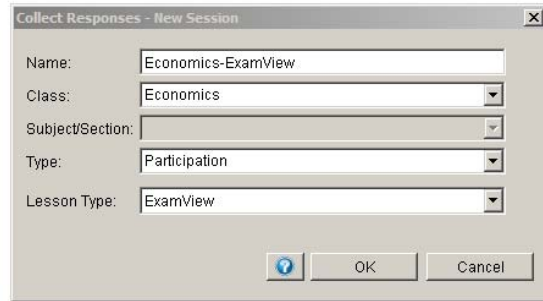 Collect Responses - New Session
Name: Economics-ExamView
Class: Economics
Subject/Section:
Type: Participation
Lesson Type: ExamView
OK Cancel